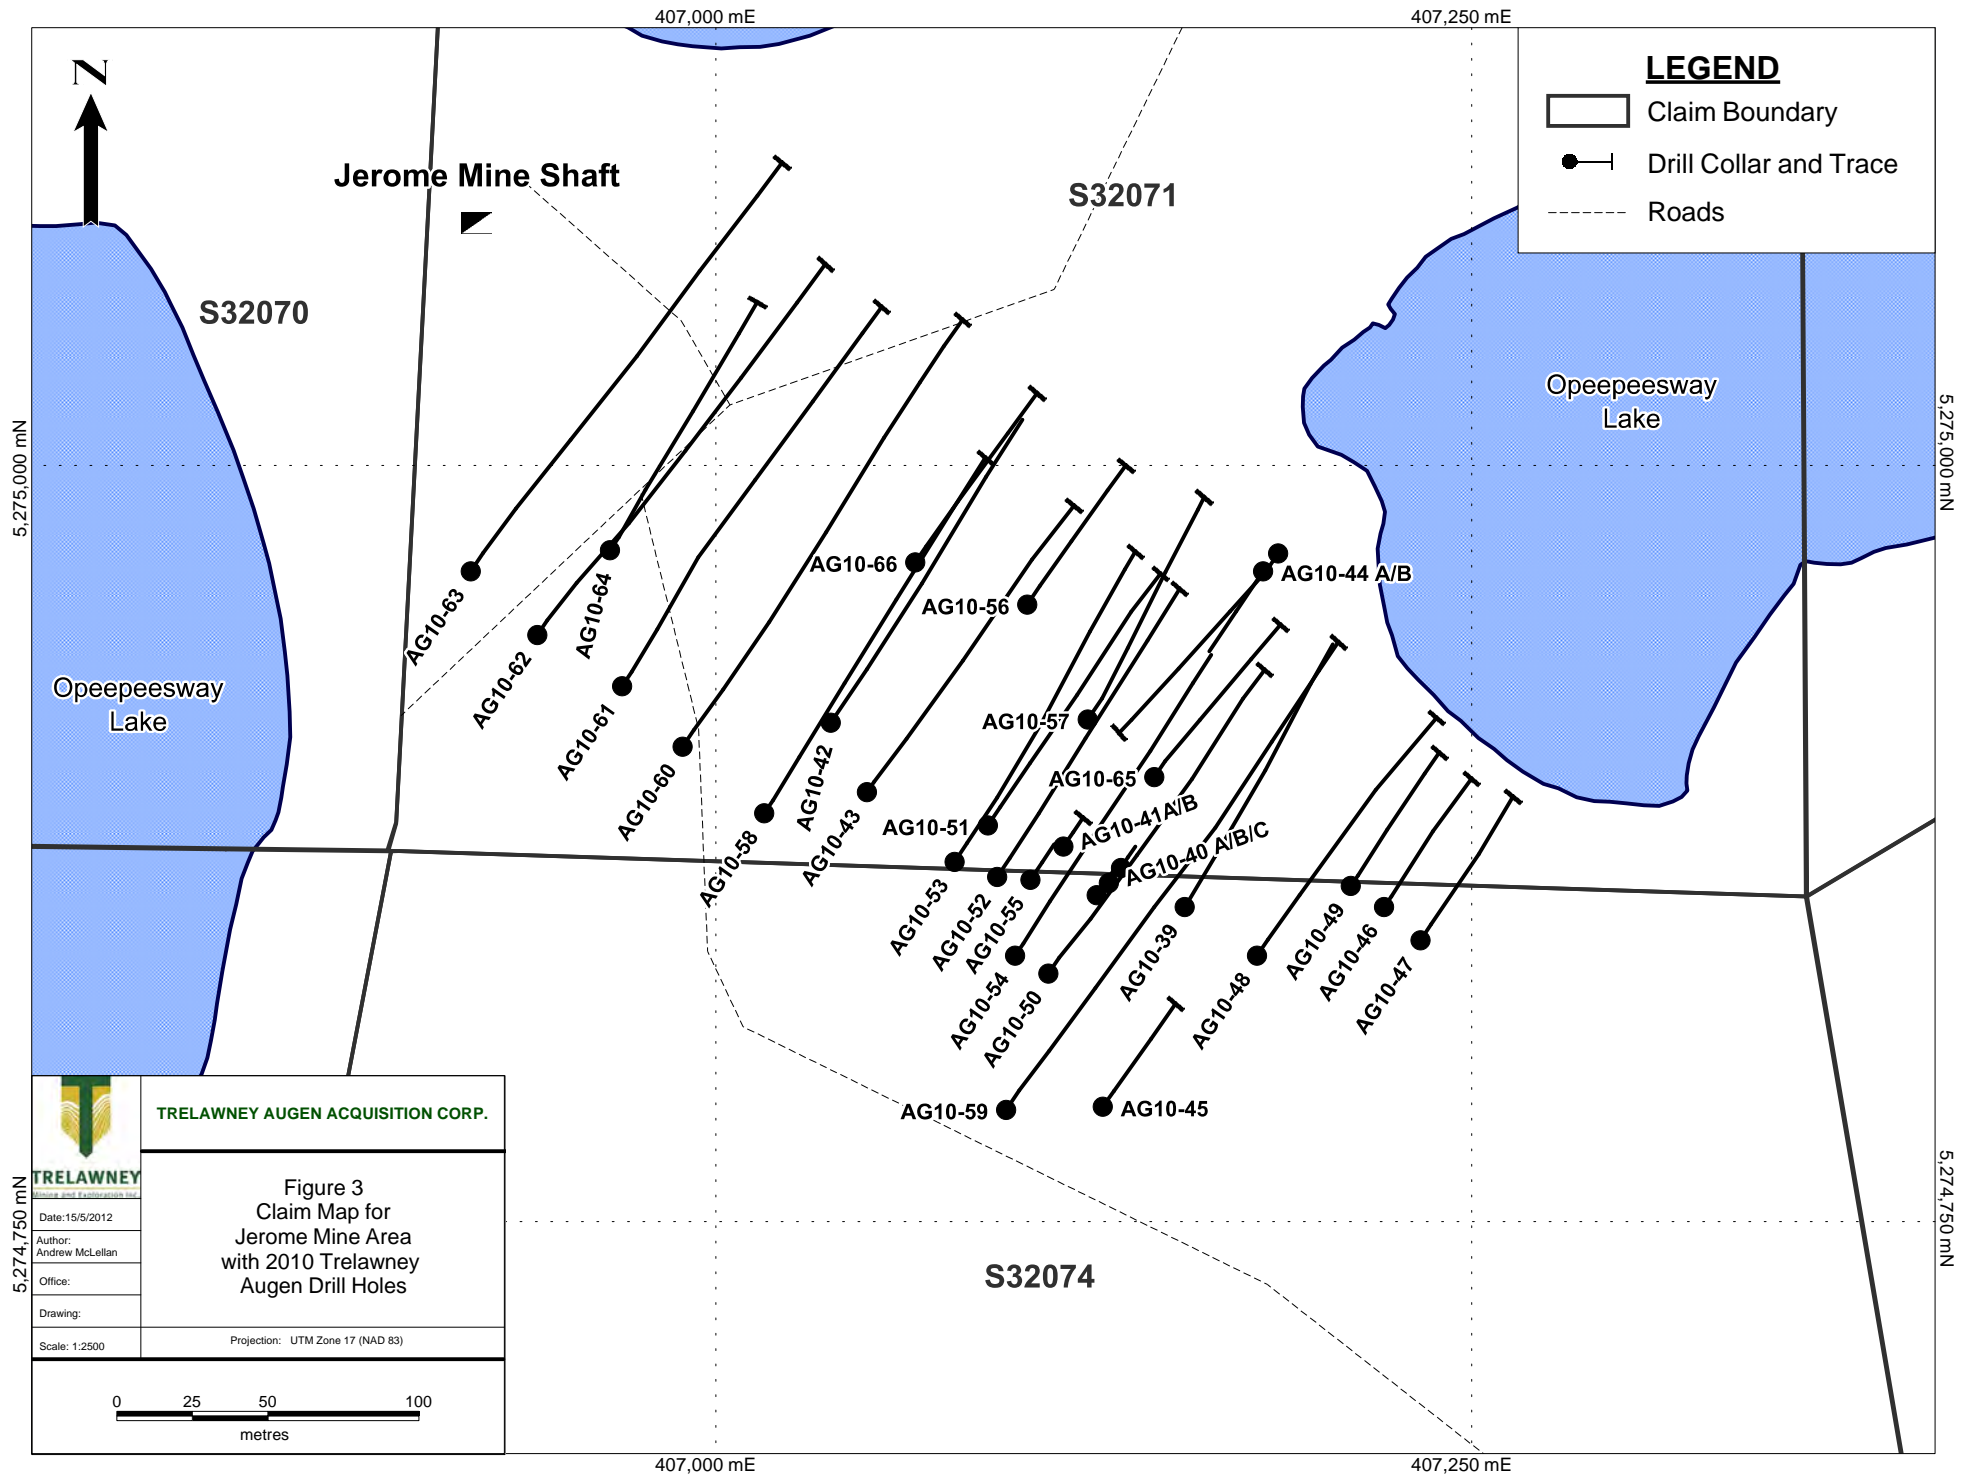 407,000 mE
407,250 mE
N
LEGEND
Claim Boundary
Drill Collar and Trace
Roads
Jerome Mine Shaft
S32071
S32070
Opeepeesway
Lake
5,275,000 mN
5,275,000 mN
AG10-66
AG10-44 A/B
AG10-56
AG10-63
AG10-64
AG10-62
AG10-61
AG10-60
Opeepeesway
Lake
AG10-57
AG10-42
AG10-65
AG10-43
AG10-58
AG10-51
AG10-41A/B
AG10-40 A/B/C
AG10-53
AG10-52
AG10-55
AG10-54
AG10-50
AG10-39
AG10-48
AG10-49
AG10-46
AG10-47
AG10-59
AG10-45
TRELAWNEY AUGEN ACQUISITION CORP.
TRELAWNEY
Mining and Exploration Inc.
Figure 3
Claim Map for
Jerome Mine Area
with 2010 Trelawney
Augen Drill Holes
Date:15/5/2012
Author:
Andrew McLellan
Office:
Drawing:
Scale: 1:2500
Projection: UTM Zone 17 (NAD 83)
5,274,750 mN
5,274,750 mN
S32074
0 25 50 100
metres
407,000 mE
407,250 mE